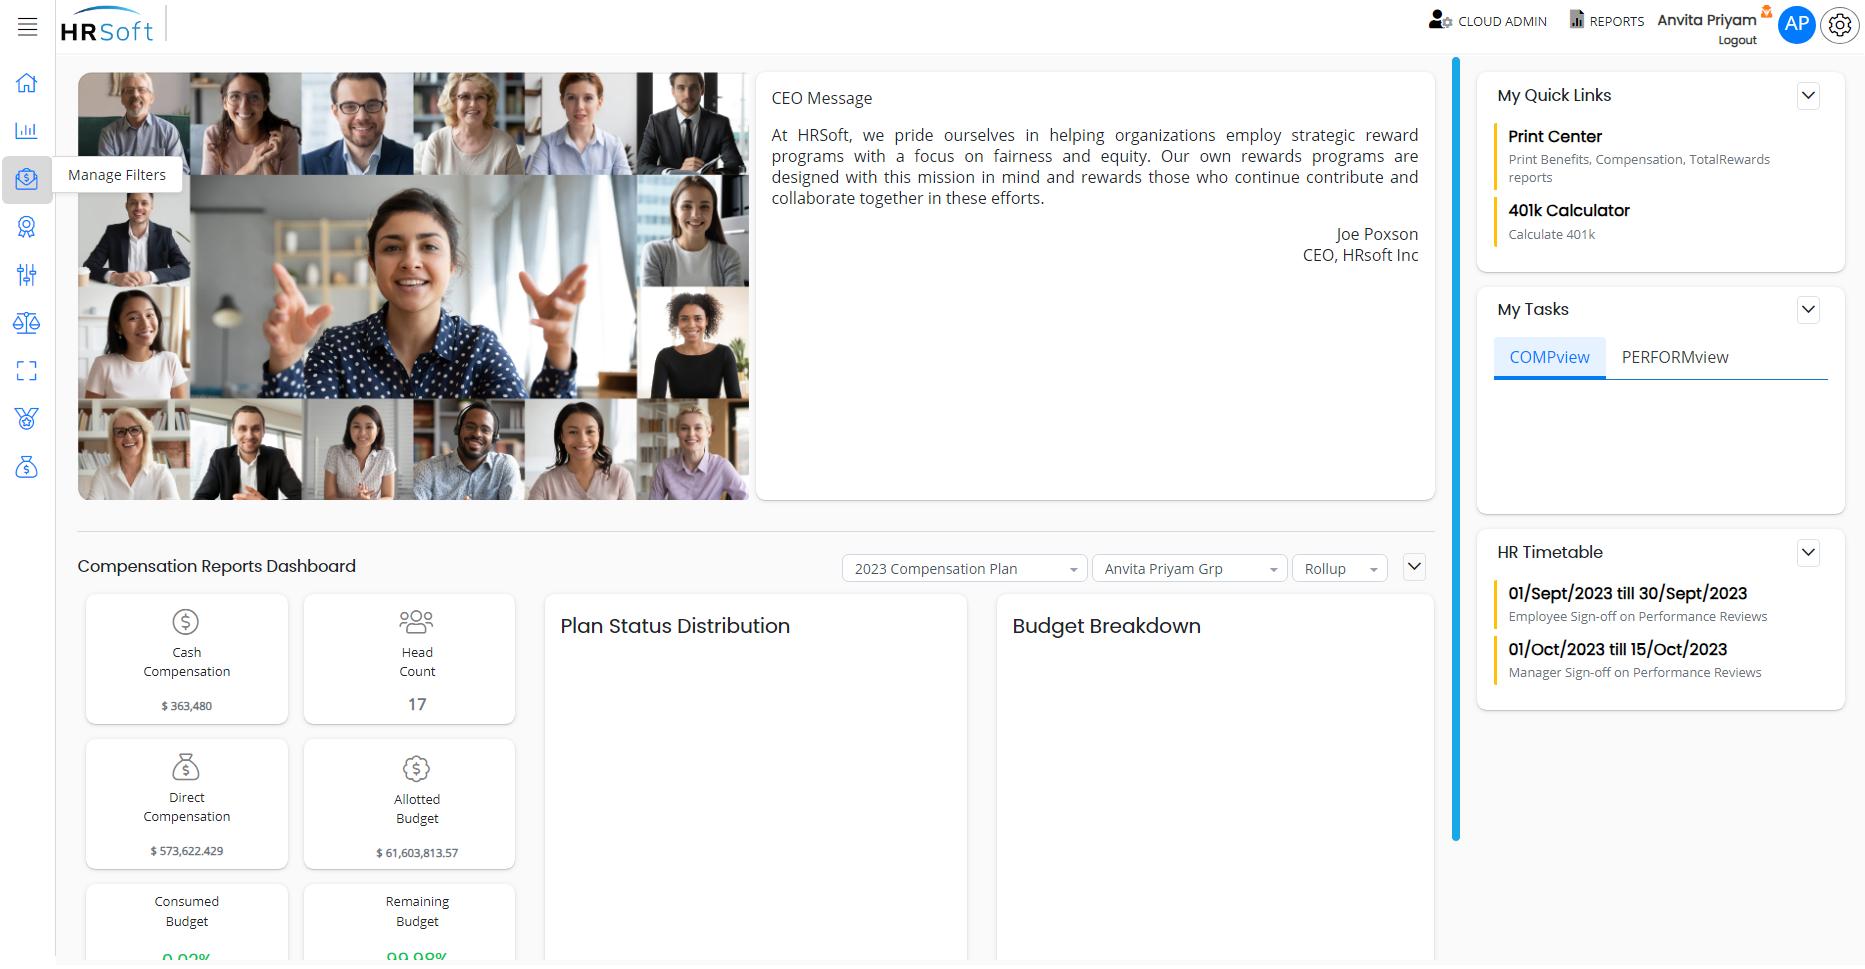 HRSoft
CLOUD ADMIN
REPORTS
Anvita Priyam
Logout
AP
Manage Filters
CEO Message
At HRSoft, we pride ourselves in helping organizations employ strategic reward
programs with a focus on fairness and equity. Our own rewards programs are
designed with this mission in mind and rewards those who continue contribute and
collaborate together in these efforts.
Joe Poxson
CEO, HRsoft Inc
My Quick Links
Print Center
Print Benefits, Compensation, TotalRewards
reports
401k Calculator
Calculate 401k
My Tasks
COMPview
PERFORMview
HR Timetable
01/Sept/2023 till 30/Sept/2023
Employee Sign-off on Performance Reviews
01/Oct/2023 till 15/Oct/2023
Manager Sign-off on Performance Reviews
Compensation Reports Dashboard
2023 Compensation Plan
Anvita Priyam Grp
Rollup
Cash
Compensation
$ 363,480
Head
Count
17
Direct
Compensation
$ 573,622.429
Allotted
Budget
$ 61,603,813.57
Consumed
Budget
0.02%
Remaining
Budget
99.98%
Plan Status Distribution
Budget Breakdown